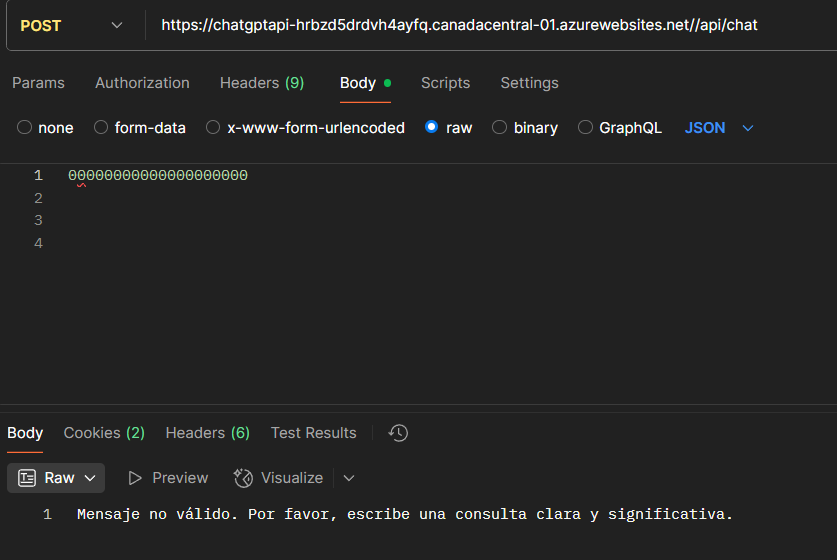 POST https://chatgptapi-hrbzd5drdvh4ayfq.canadacentral-01.azurewebsites.net//api/chat
Params Authorization Headers (9) Body Scripts Settings
none form-data x-www-form-urlencoded raw binary GraphQL JSON
1 00000000000000000000
2
3
4
Body Cookies (2) Headers (6) Test Results
Raw Preview Visualize
1 Mensaje no válido. Por favor, escribe una consulta clara y significativa.